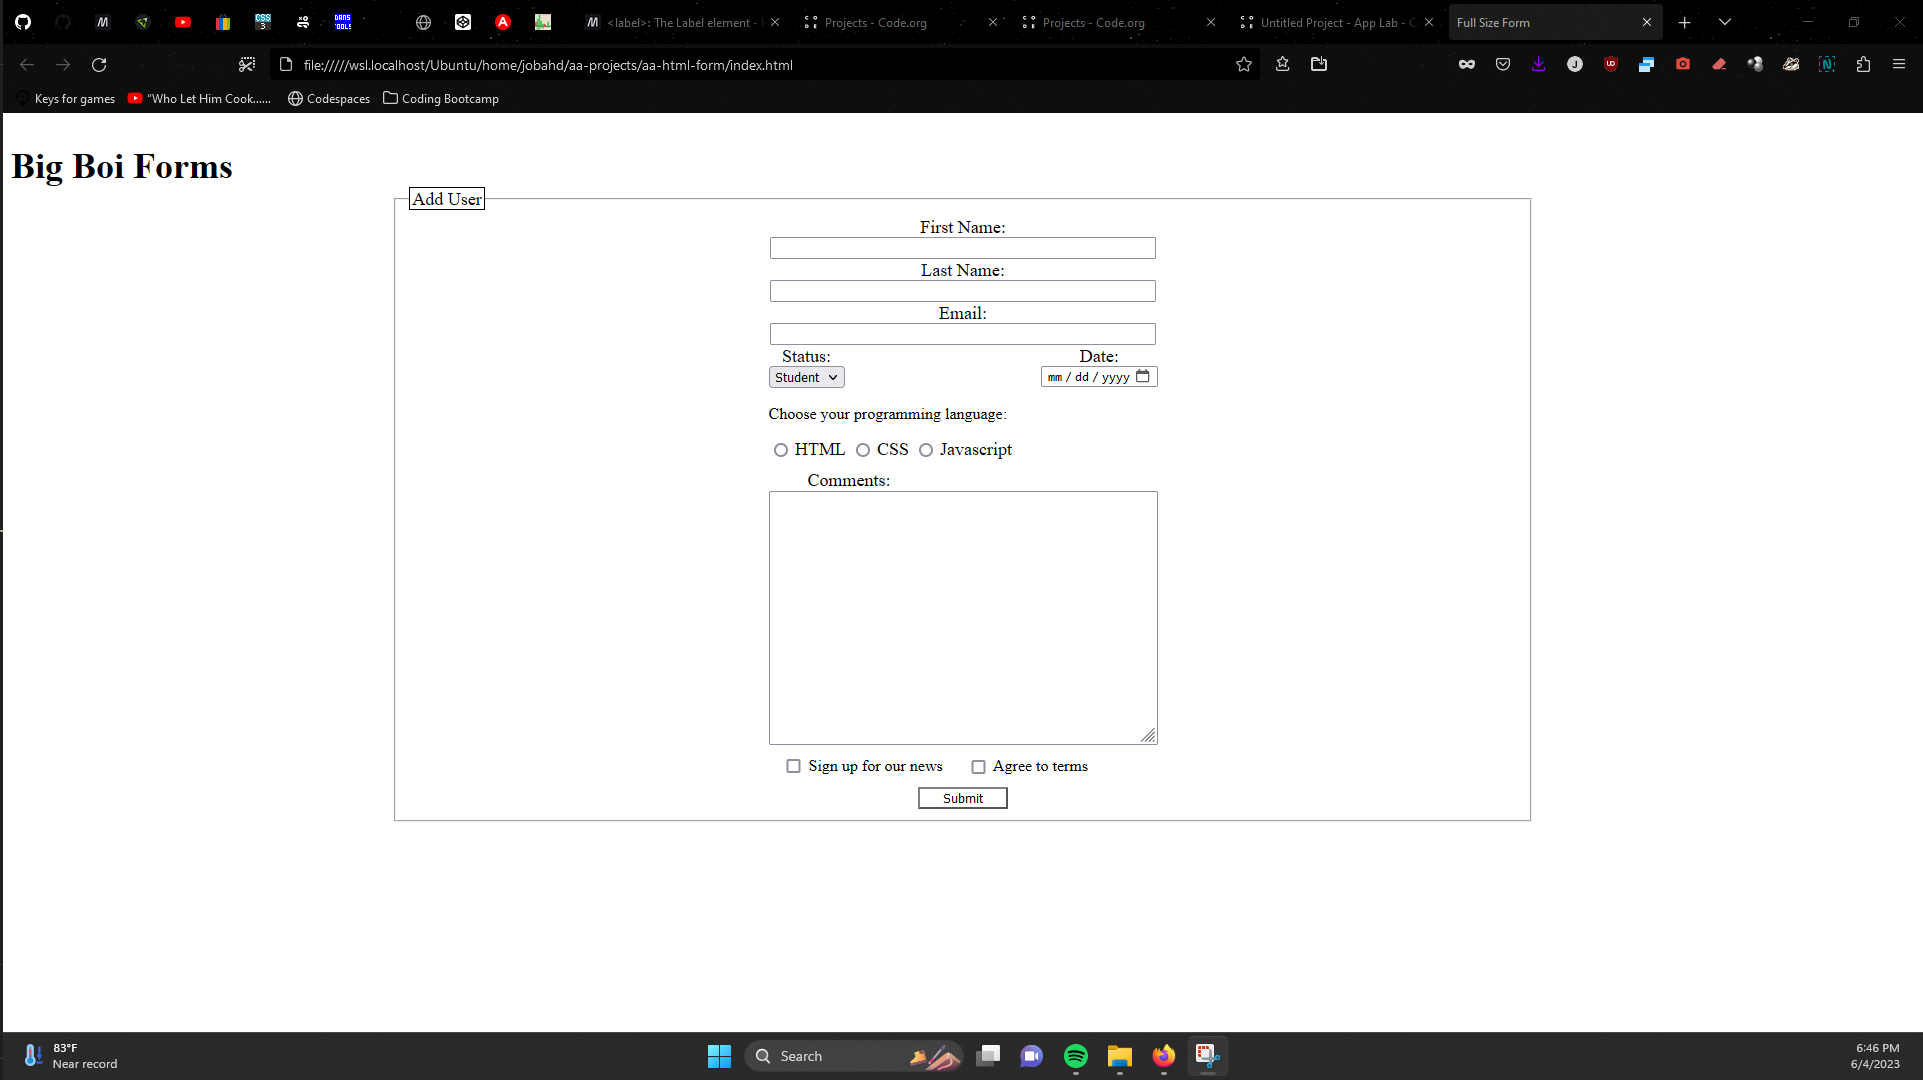 CSS
3
DANS
TOOLS
<label>: The Label element -
Projects - Code.org
Projects - Code.org
Untitled Project - App Lab - C
Full Size Form
file://///wsl.localhost/Ubuntu/home/jobahd/aa-projects/aa-html-form/index.html
Keys for games
“Who Let Him Cook......
Codespaces
Coding Bootcamp
Big Boi Forms
Add User
First Name:
Last Name:
Email:
Status:
Date:
Student
mm / dd / yyyy
Choose your programming language:
HTML
CSS
Javascript
Comments:
Sign up for our news
Agree to terms
Submit
83°F
Near record
Search
6:46 PM
6/4/2023